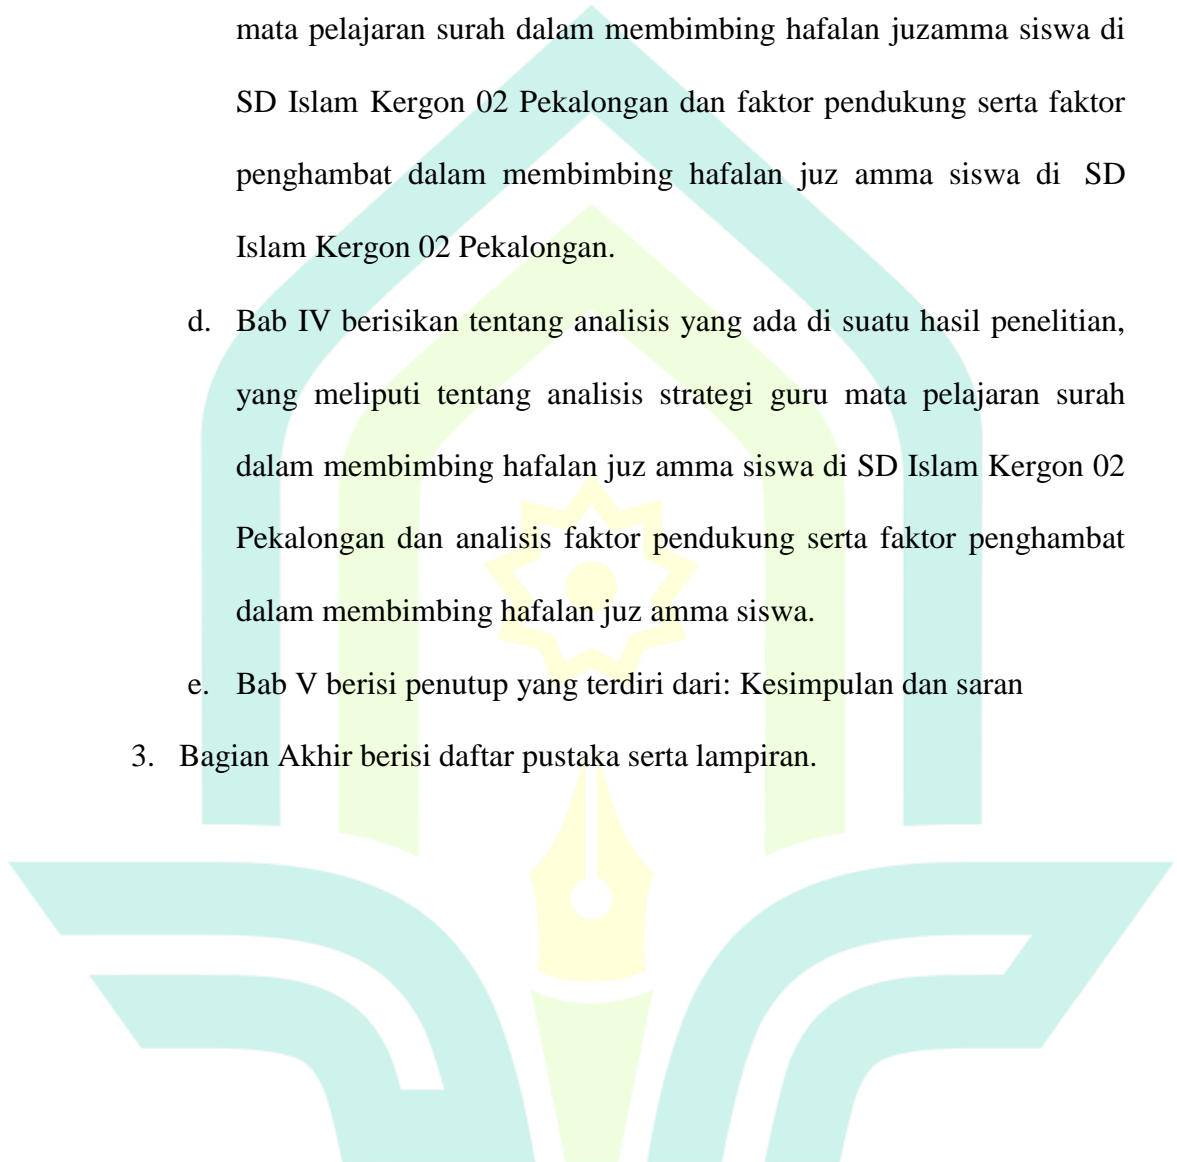 mata pelajaran surah dalam membimbing hafalan juzamma siswa di
SD Islam Kergon 02 Pekalongan dan faktor pendukung serta faktor
penghambat dalam membimbing hafalan juz amma siswa di SD
Islam Kergon 02 Pekalongan.
d. Bab IV berisikan tentang analisis yang ada di suatu hasil penelitian,
yang meliputi tentang analisis strategi guru mata pelajaran surah
dalam membimbing hafalan juz amma siswa di SD Islam Kergon 02
Pekalongan dan analisis faktor pendukung serta faktor penghambat
dalam membimbing hafalan juz amma siswa.
e. Bab V berisi penutup yang terdiri dari: Kesimpulan dan saran
3. Bagian Akhir berisi daftar pustaka serta lampiran.